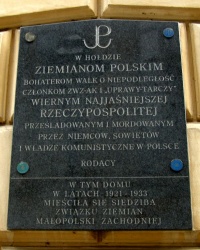 W HOŁDZIE
ZIEMIANOM POLSKIM
BOHATEROM WALK O NIEPODLEGŁOŚĆ
CZŁONKOM ZWZ-AK I „UPRAWY-TARCZY”
WIERNYM NAJJAŚNIEJSZEJ
RZECZYPOSPOLITEJ
PRZEŚLADOWANYM I MORDOWANYM
PRZEZ NIEMCÓW, SOWIETÓW
I WŁADZE KOMUNISTYCZNE W POLSCE
RODACY
W TYM DOMU
W LATACH 1921-1933
MIEŚCIŁA SIĘ SIEDZIBA
ZWIĄZKU ZIEMIAN
MAŁOPOLSKI ZACHODNIEJ